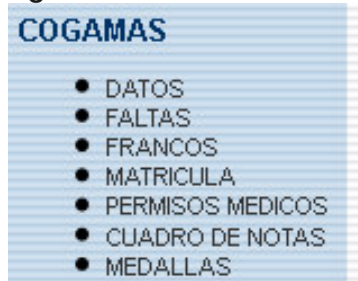 COGAMAS
DATOS
FALTAS
FRANCOS
MATRICULA
PERMISOS MEDICOS
CUADRO DE NOTAS
MEDALLAS